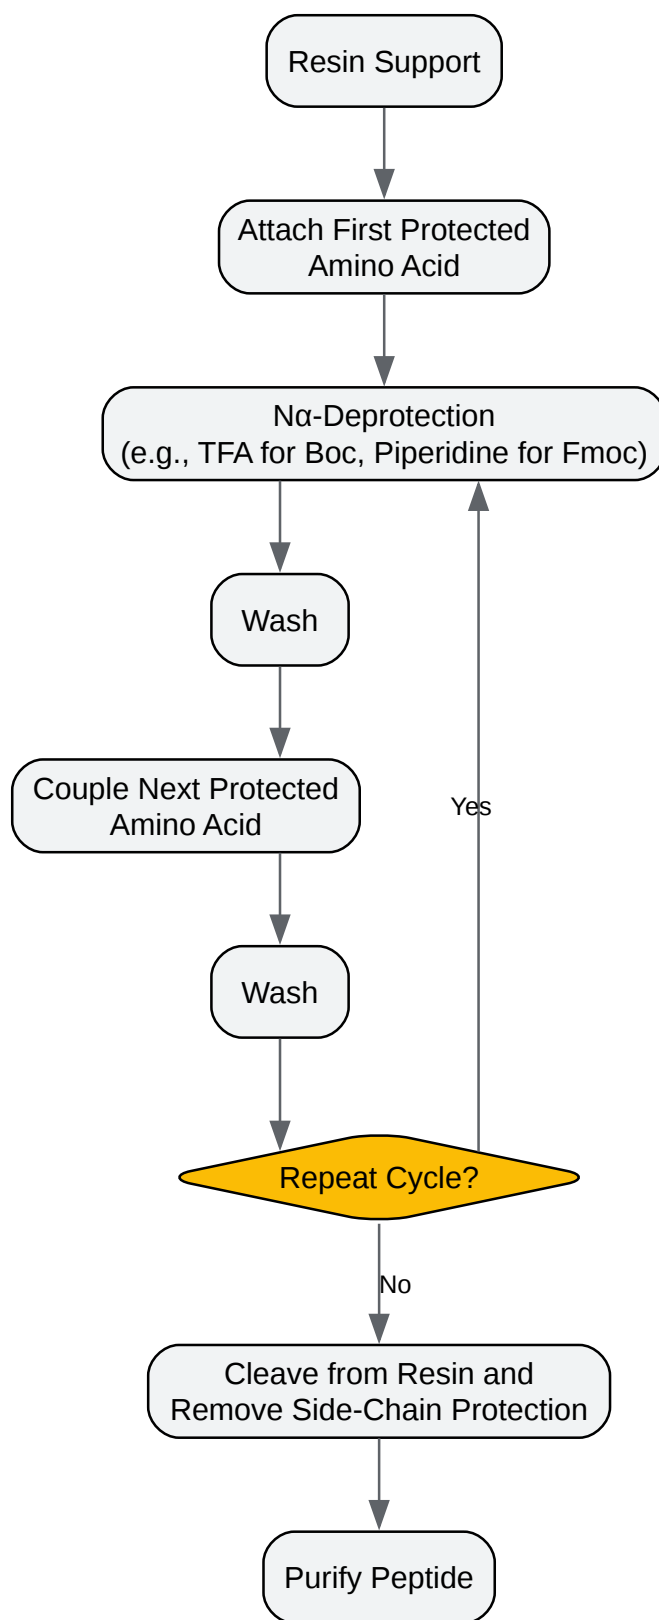 Resin Support
Attach First Protected
Amino Acid
Nα-Deprotection
(e.g., TFA for Boc, Piperidine for Fmoc)
Wash
Couple Next Protected
Amino Acid
Yes
Wash
Repeat Cycle?
No
Cleave from Resin and
Remove Side-Chain Protection
Purify Peptide